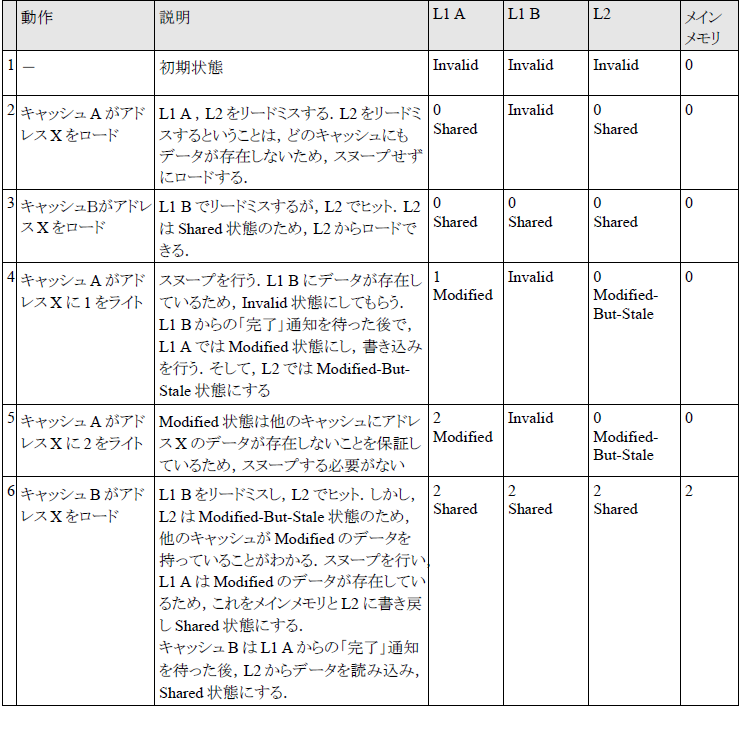 動作 説明 L1 A L1 B L2 メイン
メモリ
1 － 初期状態 Invalid Invalid Invalid 0
2 キャッシュ A がアド
レス X をロード
L1 A , L2 をリードミスする．L2 をリードミ
スするということは，どのキャッシュにも
データが存在しないため，スヌープせず
にロードする．
0
Shared
Invalid
0
Shared
0
3 キャッシュBがアドレ
ス X をロード
L1 B でリードミスするが，L2 でヒット．L2
は Shared 状態のため，L2 からロードで
きる．
0
Shared
0
Shared
0
Shared
0
4 キャッシュ A がアド
レス X に 1 をライト
スヌープを行う．L1 B にデータが存在し
ているため，Invalid 状態にしてもらう．
L1 B からの「完了」通知を待った後で，
L1 A では Modified 状態にし，書き込み
を行う．そして，L2 では Modified-But-
Stale 状態にする
1
Modified
Invalid
0
Modified-
But-Stale
0
5 キャッシュ A がアド
レス X に 2 をライト
Modified 状態は他のキャッシュにアドレ
ス X のデータが存在しないことを保証し
ているため，スヌープする必要がない
2
Modified
Invalid
0
Modified-
But-Stale
0
6 キャッシュ B がアド
レス X をロード
L1 B をリードミスし，L2 でヒット．しかし，
L2 は Modified-But-Stale 状態のため，
他のキャッシュが Modified のデータを
持っていることがわかる．スヌープを行い，
L1 A は Modified のデータが存在してい
るため，これをメインメモリと L2 に書き戻
し Shared 状態にする．
キャッシュ B は L1 A からの「完了」通知
を待った後，L2 からデータを読み込み，
Shared 状態にする．
2
Shared
2
Shared
2
Shared
2